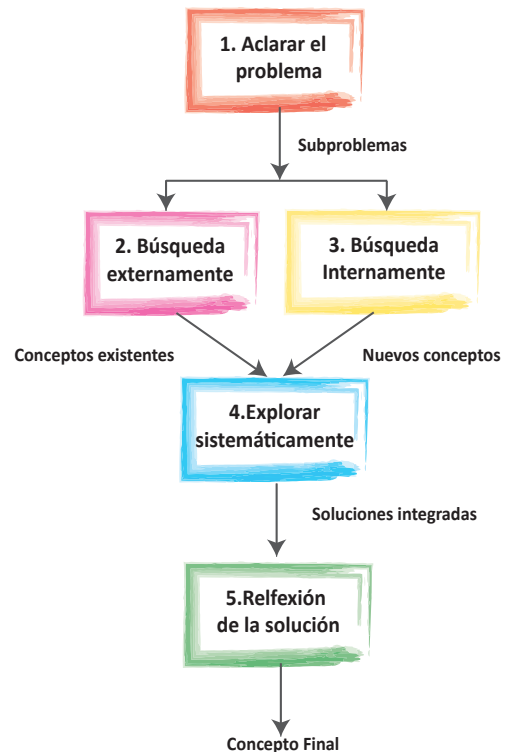 1. Aclarar el
problema
Subproblemas
2. Búsqueda
externamente
3. Búsqueda
Internamente
Conceptos existentes
Nuevos conceptos
4.Explorar
sistemáticamente
Soluciones integradas
5.Relfexión
de la solución
Concepto Final